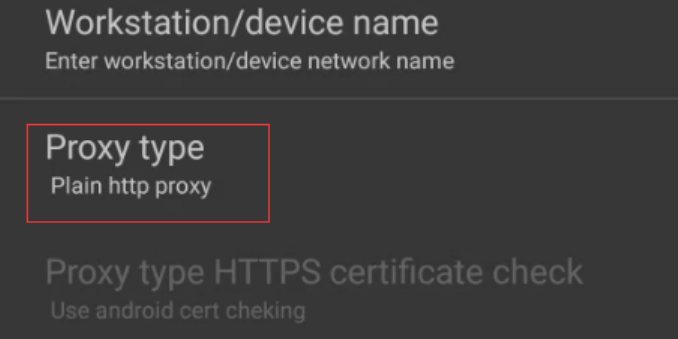 Workstation/device name
Enter workstation/device network name
Proxy type
Plain http proxy
Proxy type HTTPS certificate check
Use android cert cheking